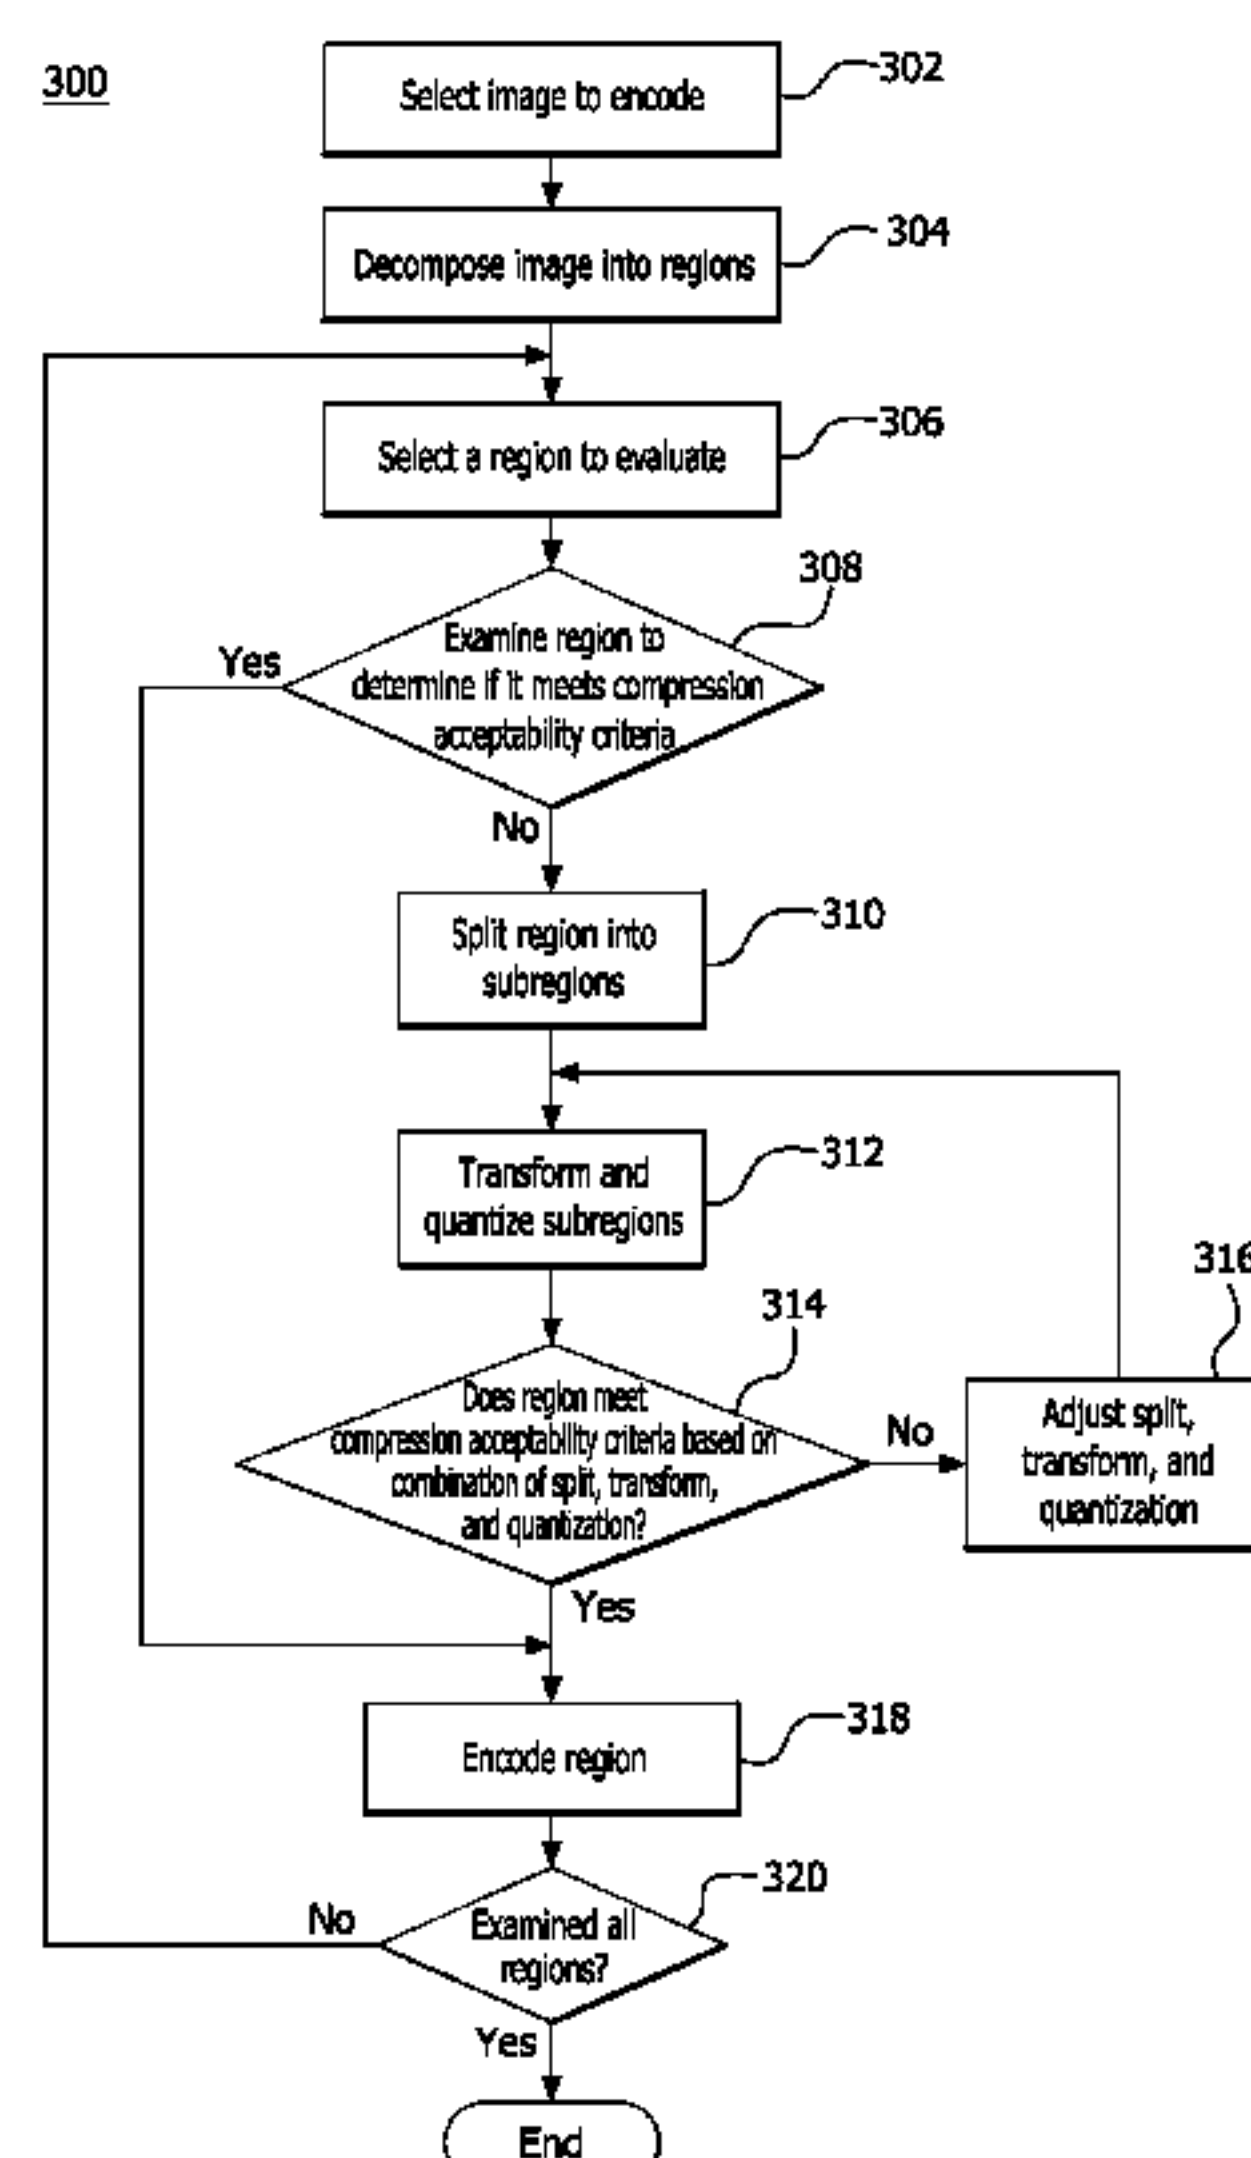 300
Select image to encode
302
Decompose image into regions
304
Select a region to evaluate
306
308
Examine region to
determine if it meets compression
acceptability criteria
Yes
No
Split region into
subregions
310
Transform and
quantize subregions
312
314
316
Does region meet
compression acceptability criteria based on
combination of split, transform,
and quantization?
No
Adjust split,
transform, and
quantization
Yes
Encode region
318
320
Examined all
regions?
No
Yes
End